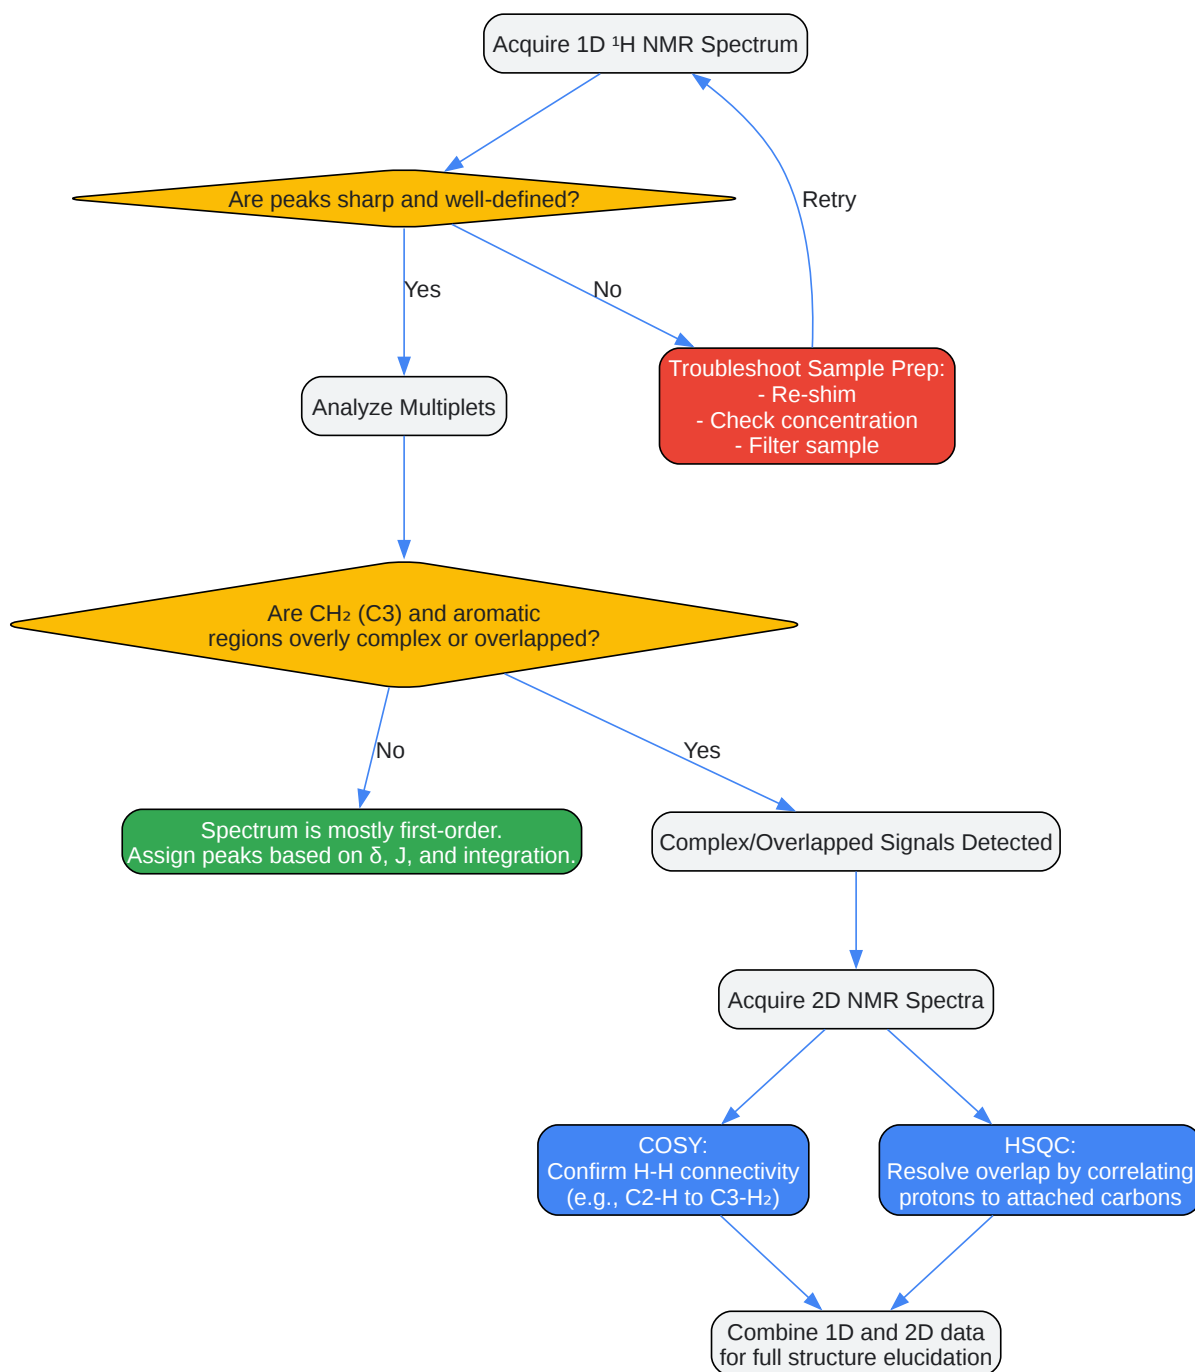 Acquire 1D ¹H NMR Spectrum
Are peaks sharp and well-defined?
Retry
Yes
No
Troubleshoot Sample Prep:
- Re-shim
- Check concentration
- Filter sample
Analyze Multiplets
Are CH₂ (C3) and aromatic
regions overly complex or overlapped?
No
Yes
Spectrum is mostly first-order.
Assign peaks based on δ, J, and integration.
Complex/Overlapped Signals Detected
Acquire 2D NMR Spectra
COSY:
Confirm H-H connectivity
(e.g., C2-H to C3-H₂)
HSQC:
Resolve overlap by correlating
protons to attached carbons
Combine 1D and 2D data
for full structure elucidation